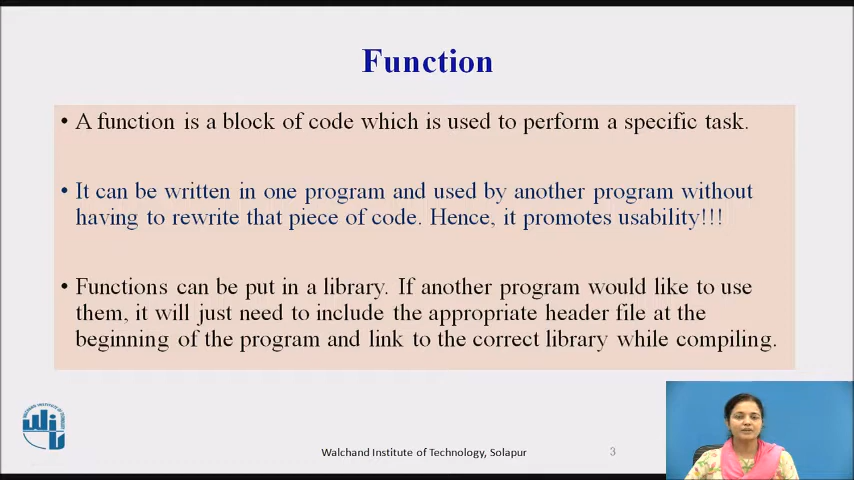 Function
• A function is a block of code which is used to perform a specific task.
• It can be written in one program and used by another program without
having to rewrite that piece of code. Hence, it promotes usability!!!
• Functions can be put in a library. If another program would like to use
them, it will just need to include the appropriate header file at the
beginning of the program and link to the correct library while compiling.
Walchand Institute of Technology, Solapur
3